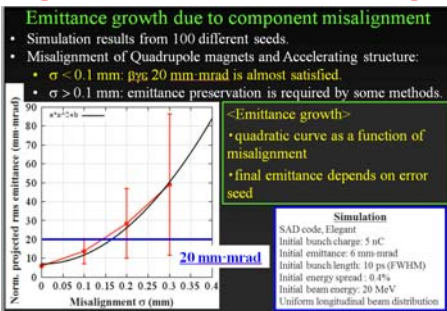 Emittance growth due to component misalignment
• Simulation results from 100 different seeds.
• Misalignment of Quadrupole magnets and Accelerating structure:
• σ < 0.1 mm: βγε 20 mm·mrad is almost satisfied.
• σ > 0.1 mm: emittance preservation is required by some methods.
Norm. projected rms emittance (mm·mrad)
90
80
70
60
50
40
30
20
10
0
a*x^2+b
20 mm·mrad
0 0.05 0.1 0.15 0.2 0.25 0.3 0.35 0.4
Misalignment σ (mm)
<Emittance growth>
•quadratic curve as a function of
misalignment
•final emittance depends on error
seed
Simulation
SAD code, Elegant
Initial bunch charge: 5 nC
Initial emittance: 6 mm·mrad
Initial bunch length: 10 ps (FWHM)
Initial energy spread : 0.4%
Initial beam energy: 20 MeV
Uniform longitudinal beam distribution